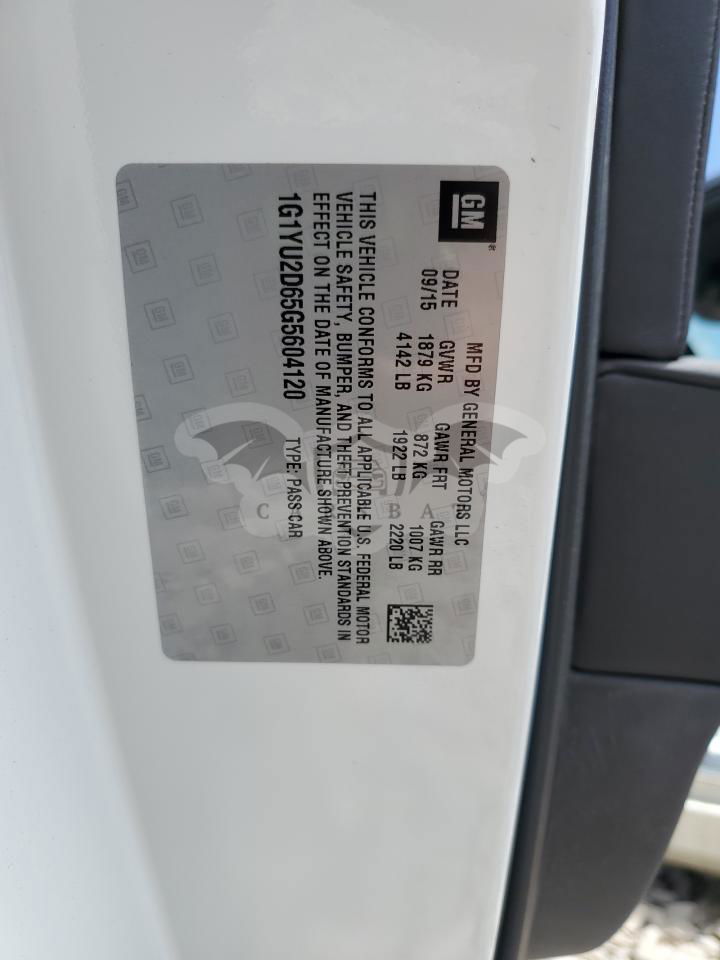 GM
MFD BY GENERAL MOTORS LLC
DATE GVWR GAWR FRT GAWR RR
09/15 1879 KG 872 KG 1007 KG
4142 LB 1922 LB 2220 LB
THIS VEHICLE CONFORMS TO ALL APPLICABLE U.S. FEDERAL MOTOR
VEHICLE SAFETY, BUMPER, AND THEFT PREVENTION STANDARDS IN
EFFECT ON THE DATE OF MANUFACTURE SHOWN ABOVE.
1G1YU2D65G5604120 TYPE: PASS CAR